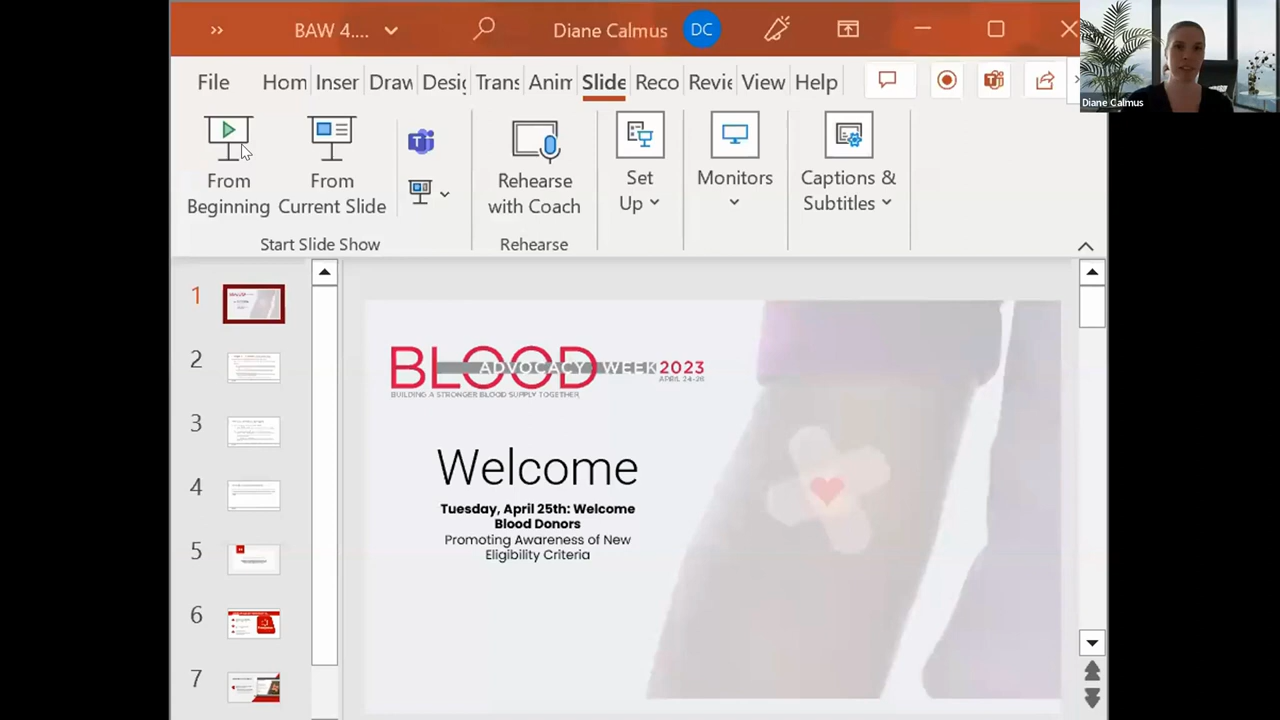 BAW 4....
Diane Calmus
DC
Diane Calmus
File
Hom
Inser
Draw
Desig
Trans
Anim
Slide
Reco
Revie
View
Help
From
Beginning
From
Current Slide
Rehearse
with Coach
Set
Up
Monitors
Captions &
Subtitles
Start Slide Show
Rehearse
1
2
3
4
5
6
7
BLOOD
ADVOCACY WEEK 2023
APRIL 24-26
BUILDING A STRONGER BLOOD SUPPLY TOGETHER
Welcome
Tuesday, April 25th: Welcome
Blood Donors
Promoting Awareness of New
Eligibility Criteria